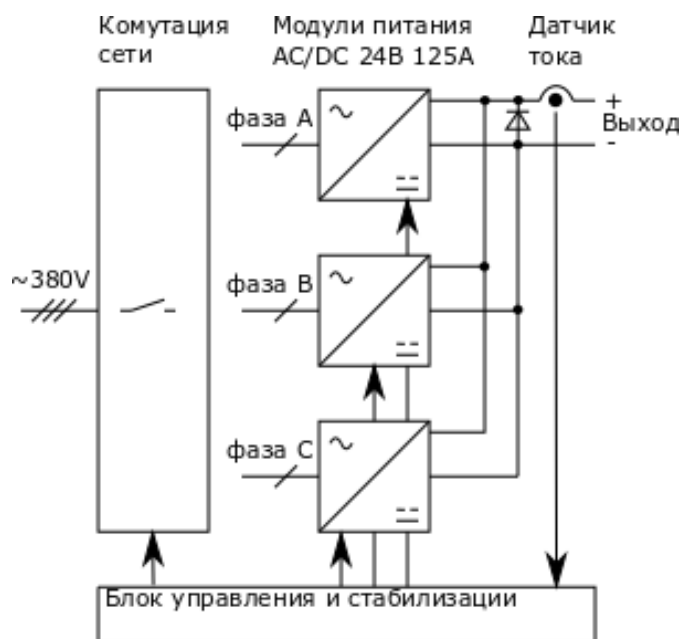 Комутация
сети
Модули питания
AC/DC 24В 125А
Датчик
тока
фаза А
+
Выход
-
~380V
фаза В
фаза С
Блок управления и стабилизации